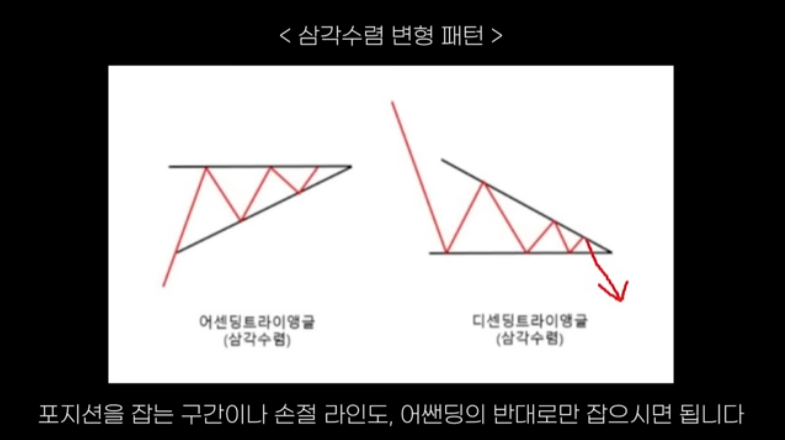 < 삼각수렴 변형 패턴 >
어센딩트라이앵글
(삼각수렴)
디센딩트라이앵글
(삼각수렴)
포지션을 잡는 구간이나 손절 라인도, 어쌘딩의 반대로만 잡으시면 됩니다